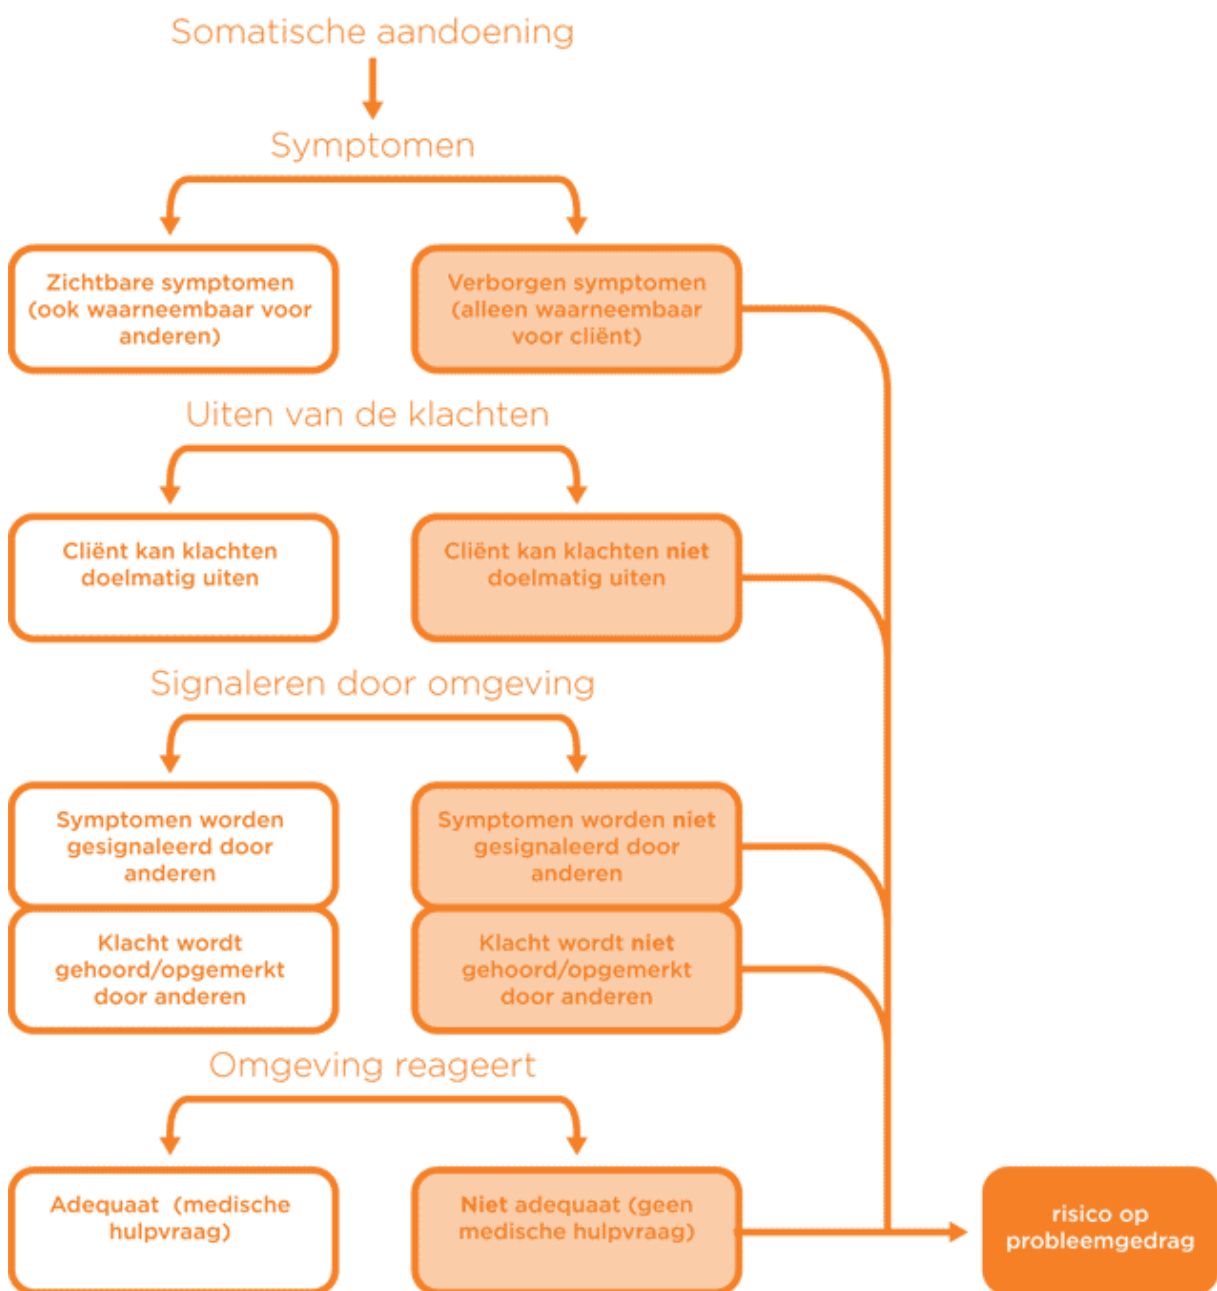 Somatische aandoening
Symptomen
Zichtbare symptomen
(ook waarneembaar voor
anderen)
Verborgen symptomen
(alleen waarneembaar
voor cliënt)
Uiten van de klachten
Cliënt kan klachten
doelmatig uiten
Cliënt kan klachten niet
doelmatig uiten
Signaleren door omgeving
Symptomen worden
gesignaleerd door
anderen
Symptomen worden niet
gesignaleerd door
anderen
Klacht wordt
gehoord/opgemerkt
door anderen
Klacht wordt niet
gehoord/opgemerkt
door anderen
Omgeving reageert
Adequaat (medische
hulpvraag)
Niet adequaat (geen
medische hulpvraag)
risico op
probleemgedrag